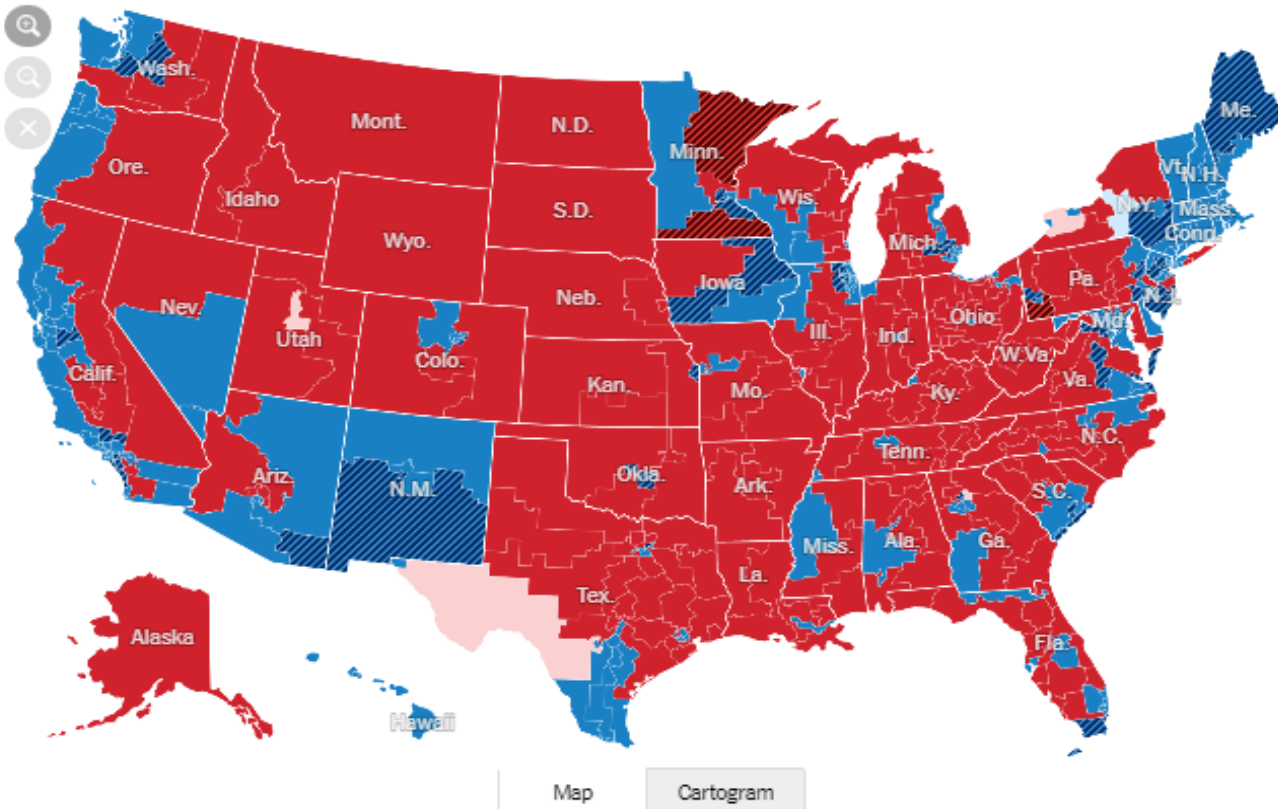 Wash.
Mont.
N.D.
Minn.
Me.
Ore.
Idaho
Wis.
Vt.
N.H.
S.D.
Wyo.
Mich.
N.Y.
Mass.
Conn.
Iowa
Neb.
Nev.
Utah
Colo.
Pa.
N.J.
Ill.
Ind.
Ohio
Md.
Calif.
Kan.
Mo.
Ky.
W.Va.
Va.
Ariz.
N.M.
Okla.
Ark.
Tenn.
N.C.
S.C.
Miss.
Ala.
Ga.
La.
Tex.
Fla.
Alaska
Hawaii
Map
Cartogram